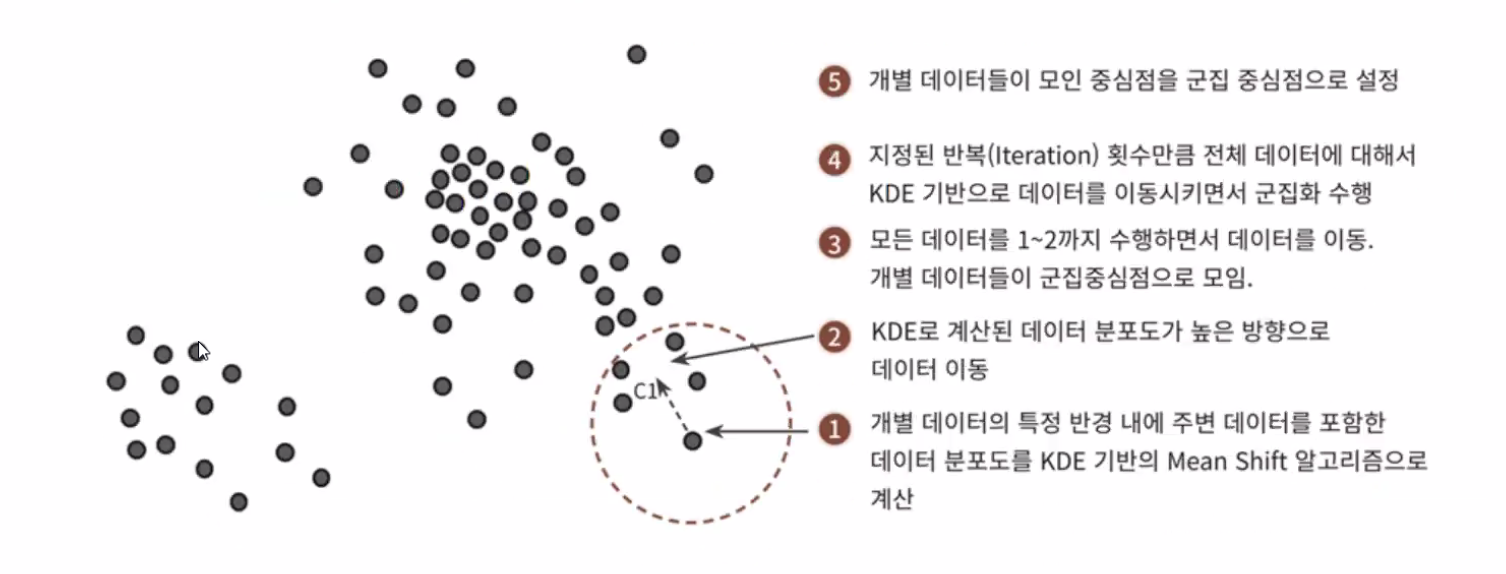 5 개별 데이터들이 모인 중심점을 군집 중심점으로 설정
4 지정된 반복(Iteration) 횟수만큼 전체 데이터에 대해서
KDE 기반으로 데이터를 이동시키면서 군집화 수행
3 모든 데이터를 1~2까지 수행하면서 데이터를 이동.
개별 데이터들이 군집중심점으로 모임.
2 KDE로 계산된 데이터 분포도가 높은 방향으로
데이터 이동
C1
1 개별 데이터의 특정 반경 내에 주변 데이터를 포함한
데이터 분포도를 KDE 기반의 Mean Shift 알고리즘으로
계산